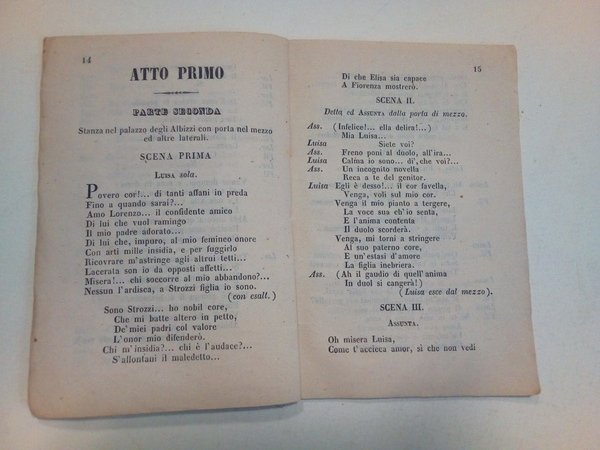 14
ATTO PRIMO
PARTE SECONDA
Stanza nel palazzo degli Albizzi con porta nel mezzo
ed altre laterali.
SCENA PRIMA
LUISA sola.
Povero cor!... di tanti affani in preda
Fino a quando sarai?...
Amo Lorenzo... il confidente amico
Di lui che vuol ramingo
Il mio padre adorato...
Di lui che, impuro, al mio femineo onore
Con arti mille insidia, e per fuggirlo
Ricovrare m'astringe agli altrui tetti...
Lacerata son io da opposti affetti...
Misera!... chi soccorre al mio abbandono?...
Nessun l'ardisca, a Strozzi figlia io sono.
(con esalt.)
Sono Strozzi... ho nobil core,
Che mi batte altero in petto,
De' miei padri col valore
L'onor mio difenderò.
Chi m'insidia?... chi è l'audace?...
S'affontani il maledetto...
15
Di che Elisa sia capace
A Fiorenza mostrerò.
SCENA II.
Detta ed ASSUNTA dalla porta di mezzo.
Ass. (Infelice!... ella delira!...)
Mia Luisa...
Luisa Siete voi?
Ass. Freno poni al duolo, all'ira...
Luisa Calma io sono... di', che voi?...
Ass. Un incognito novella
Reca a te del genitor.
Luisa Egli è desso!... il cor favella,
Venga, voli sul mio cor.
Venga il mio pianto a tergere,
La voce sua ch'io senta,
E l'anima contenta
Il duolo scorderà.
Venga, mi torni a stringere
Al suo paterno core,
E un'estasi d'amore
La figlia inebriera.
Ass. (Ah il gaudio di quell'anima
In duol si cangerà!)
(Luisa esce dal mezzo).
SCENA III.
ASSUNTA.
Oh misera Luisa,
Come t'accieca amor, sì che non vedi